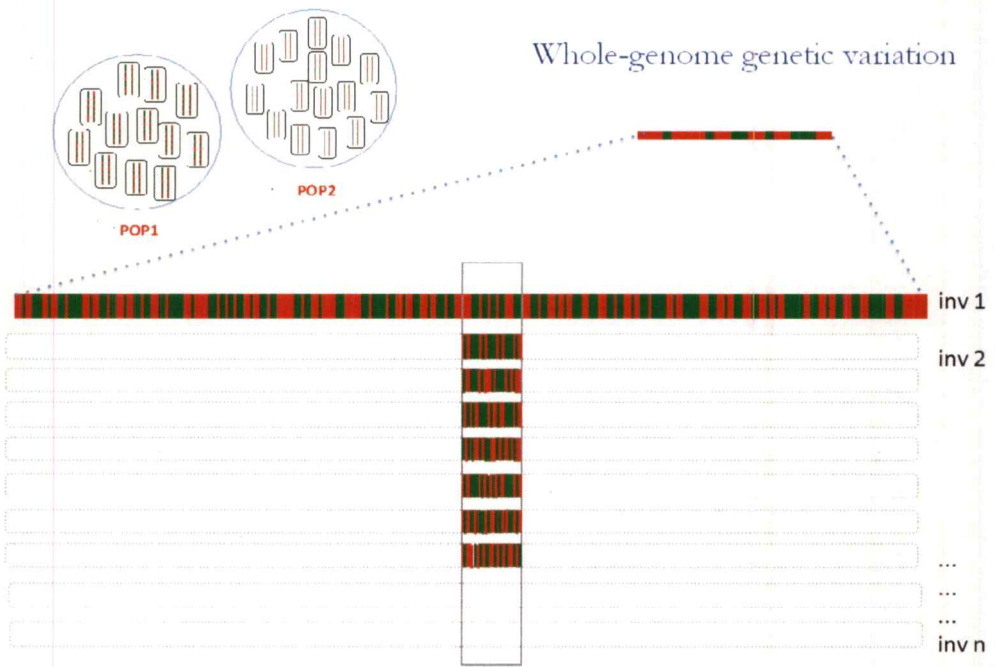 Whole-genome genetic variation
POP2
POP1
inv 1
inv 2
...
...
...
inv n